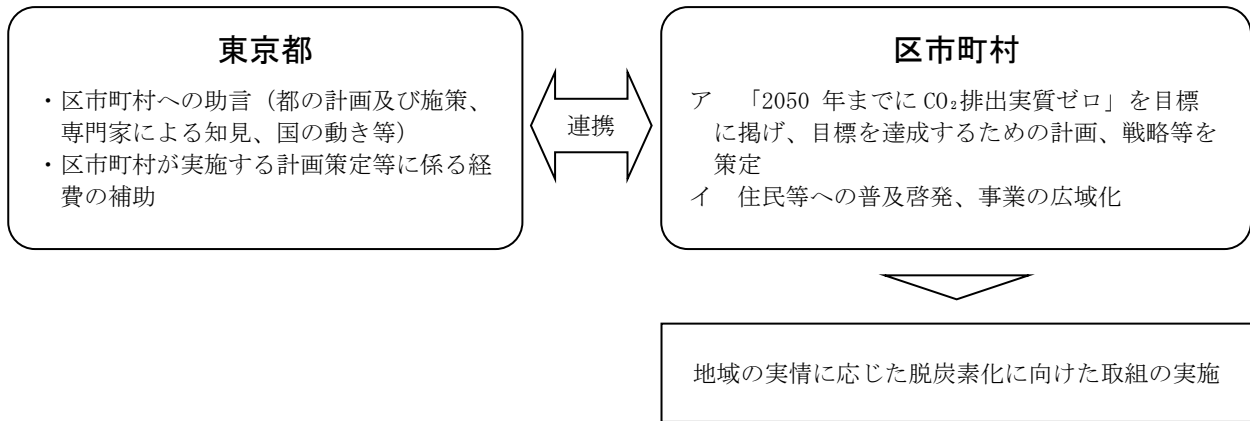 東京都
・区市町村への助言（都の計画及び施策、
専門家による知見、国の動き等）
・区市町村が実施する計画策定等に係る経
費の補助
連携
区市町村
ア　「2050 年までに CO₂排出実質ゼロ」を目標
に掲げ、目標を達成するための計画、戦略等を
策定
イ　住民等への普及啓発、事業の広域化
地域の実情に応じた脱炭素化に向けた取組の実施